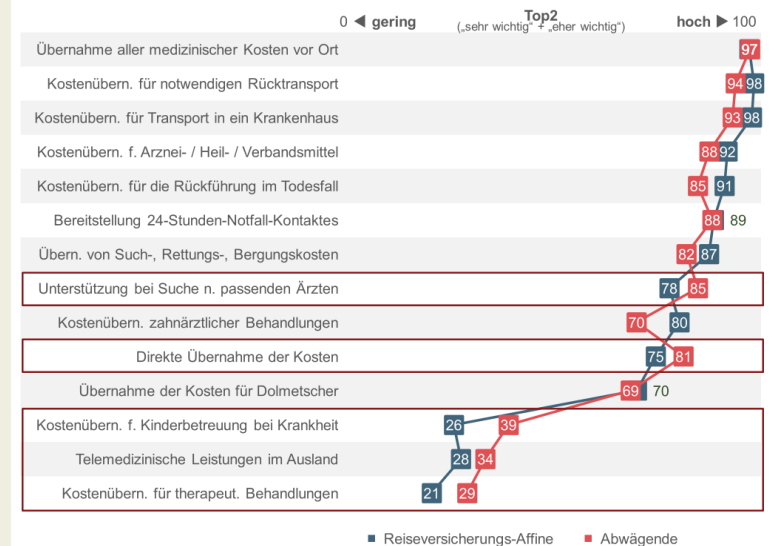 0 ◀ gering Top2 hoch ▶ 100
(„sehr wichtig“ + „eher wichtig“)
Übernahme aller medizinischer Kosten vor Ort 97
Kostenübern. für notwendigen Rücktransport 94 98
Kostenübern. für Transport in ein Krankenhaus 93 98
Kostenübern. f. Arznei- / Heil- / Verbandsmittel 88 92
Kostenübern. für die Rückführung im Todesfall 85 91
Bereitstellung 24-Stunden-Notfall-Kontaktes 88 89
Übern. von Such-, Rettungs-, Bergungskosten 82 87
Unterstützung bei Suche n. passenden Ärzten 78 85
Kostenübern. zahnärztlicher Behandlungen 70 80
Direkte Übernahme der Kosten 75 81
Übernahme der Kosten für Dolmetscher 69 70
Kostenübern. f. Kinderbetreuung bei Krankheit 26 39
Telemedizinische Leistungen im Ausland 28 34
Kostenübern. für therapeut. Behandlungen 21 29
Reiseversicherungs-Affine Abwägende